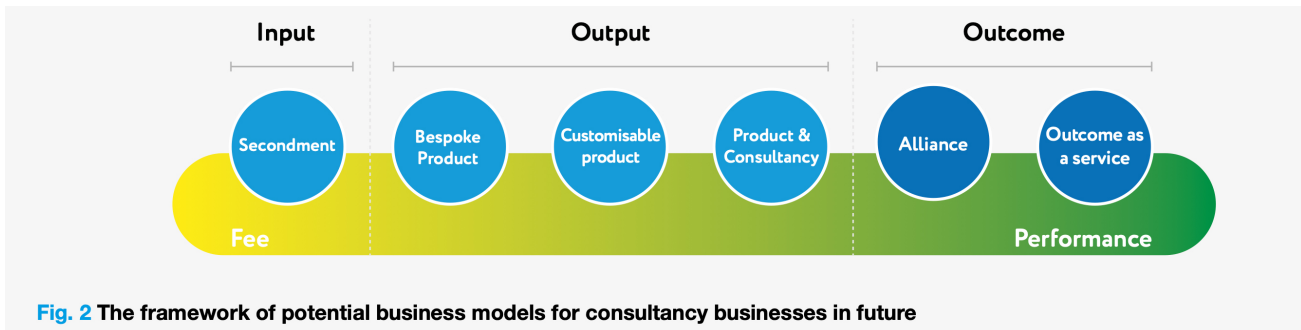 Input
Output
Outcome
Secondment
Bespoke
Product
Customisable
product
Product &
Consultancy
Alliance
Outcome as
a service
Fee
Performance
Fig. 2 The framework of potential business models for consultancy businesses in future